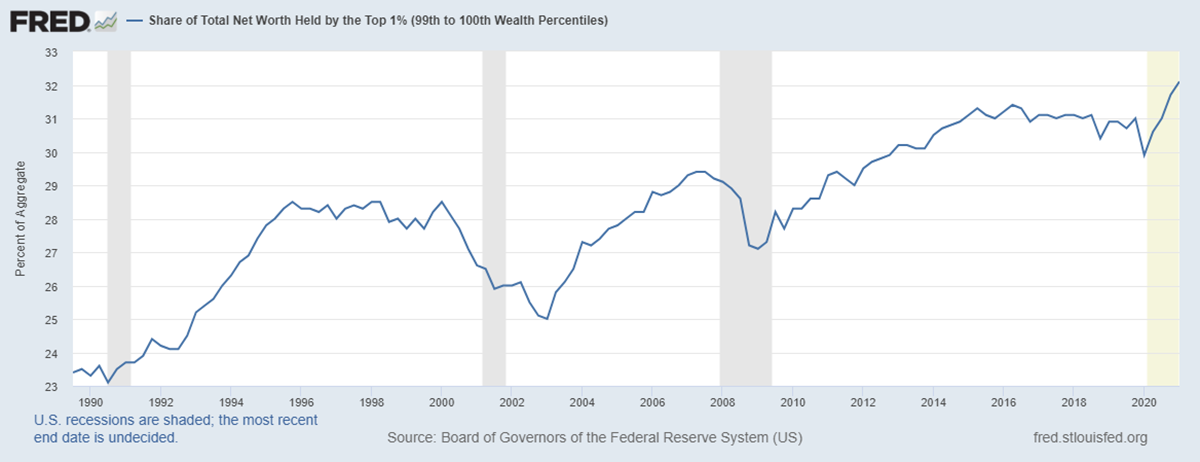 FRED
Share of Total Net Worth Held by the Top 1% (99th to 100th Wealth Percentiles)
33
32
31
30
29
28
27
26
25
24
23
Percent of Aggregate
1990 1992 1994 1996 1998 2000 2002 2004 2006 2008 2010 2012 2014 2016 2018 2020
U.S. recessions are shaded; the most recent
end date is undecided.
Source: Board of Governors of the Federal Reserve System (US)
fred.stlouisfed.org